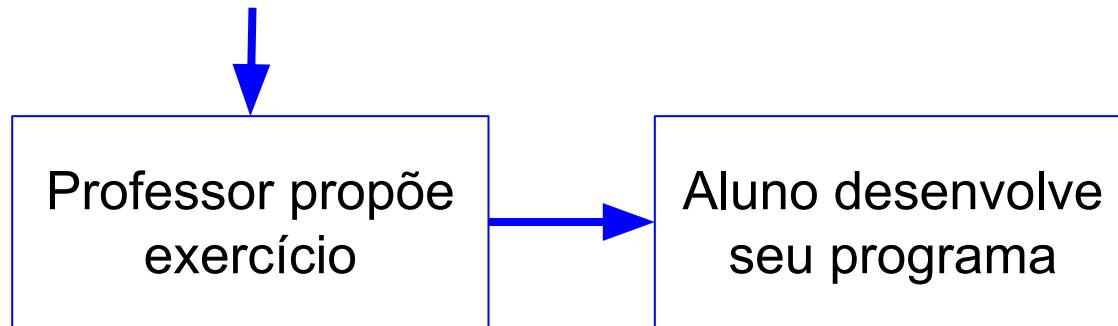 Professor propõe
exercício
Aluno desenvolve
seu programa